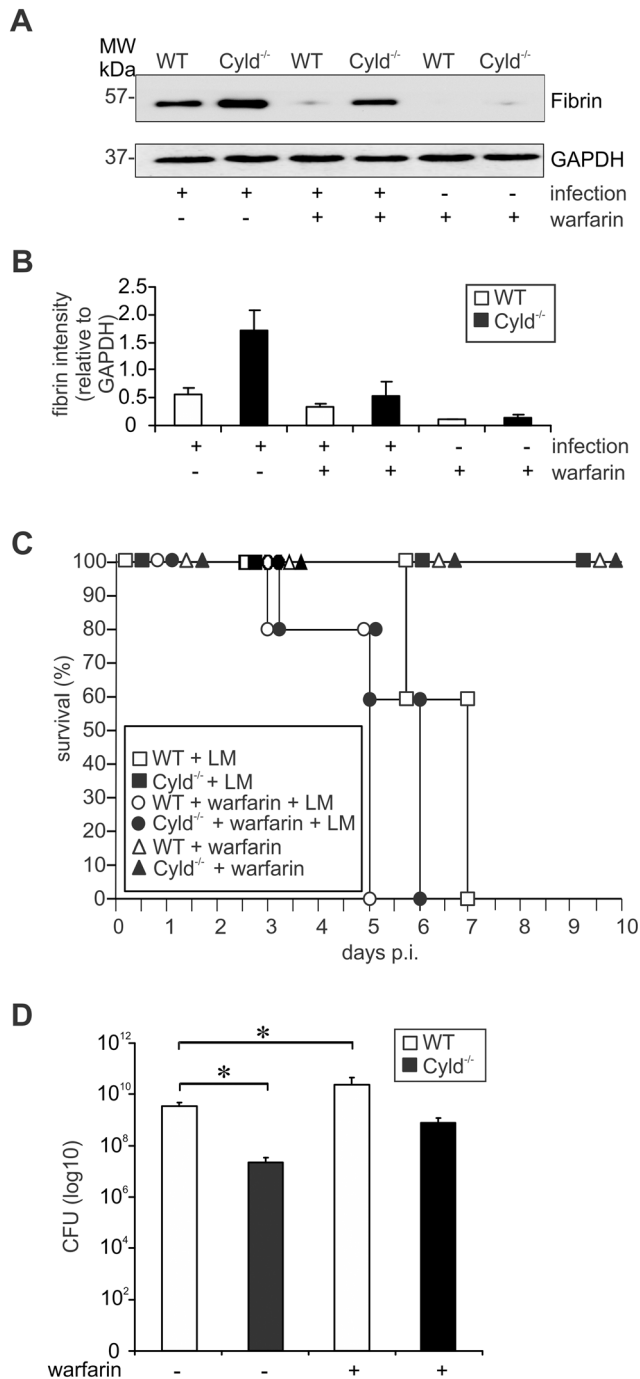 A
MW kDa WT Cyld-/- WT Cyld-/- WT Cyld-/-
57- Fibrin
37- GAPDH
+ + + + - - infection
- - + + + + warfarin
B
fibrin intensity (relative to GAPDH)
2.5
2.0
1.5
1.0
0.5
0
WT
Cyld-/-
+ + + + - - infection
- - + + + + warfarin
C
survival (%)
100
90
80
70
60
50
40
30
20
10
0
WT + LM
Cyld-/- + LM
WT + warfarin + LM
Cyld-/- + warfarin + LM
WT + warfarin
Cyld-/- + warfarin
0 1 2 3 4 5 6 7 8 9 10
days p.i.
D
CFU (log10)
10^12
10^10
10^8
10^6
10^4
10^2
0
* *
WT
Cyld-/-
warfarin - - + +